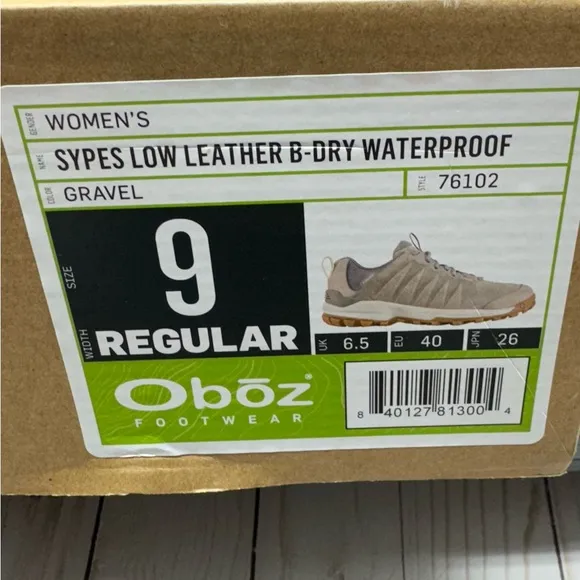 GENDER WOMEN'S
NAME SYPES LOW LEATHER B-DRY WATERPROOF
COLOR GRAVEL STYLE 76102
SIZE 9
WIDTH REGULAR
UK 6.5 EU 40 JPN 26
Obōz®
FOOTWEAR
8 40127 81300 4